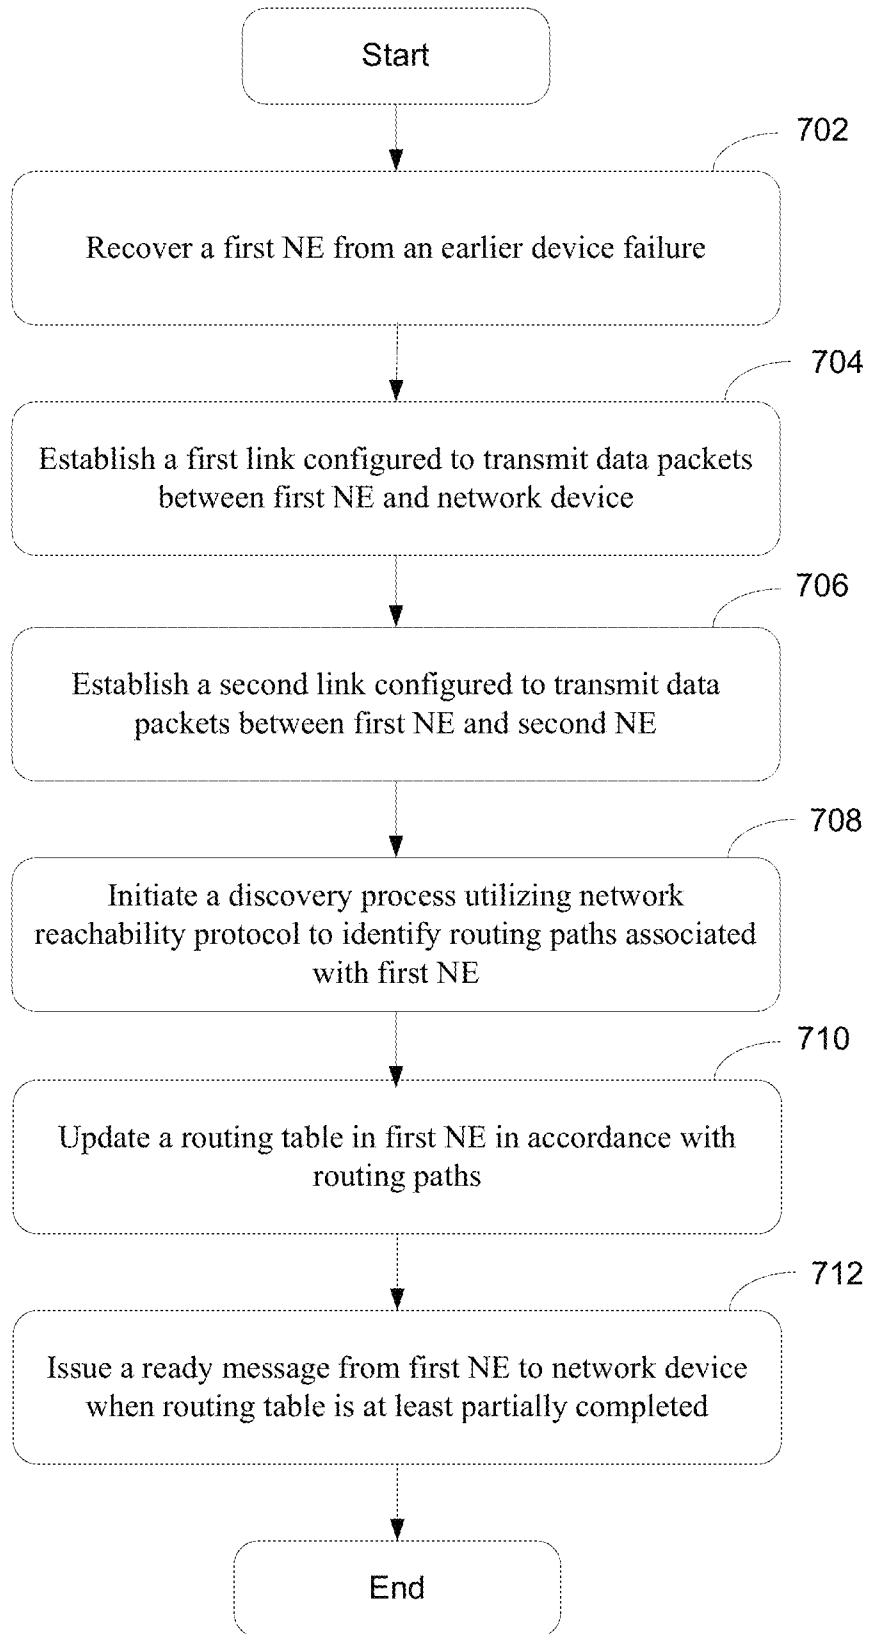 Start
702
Recover a first NE from an earlier device failure
704
Establish a first link configured to transmit data packets
between first NE and network device
706
Establish a second link configured to transmit data
packets between first NE and second NE
708
Initiate a discovery process utilizing network
reachability protocol to identify routing paths associated
with first NE
710
Update a routing table in first NE in accordance with
routing paths
712
Issue a ready message from first NE to network device
when routing table is at least partially completed
End